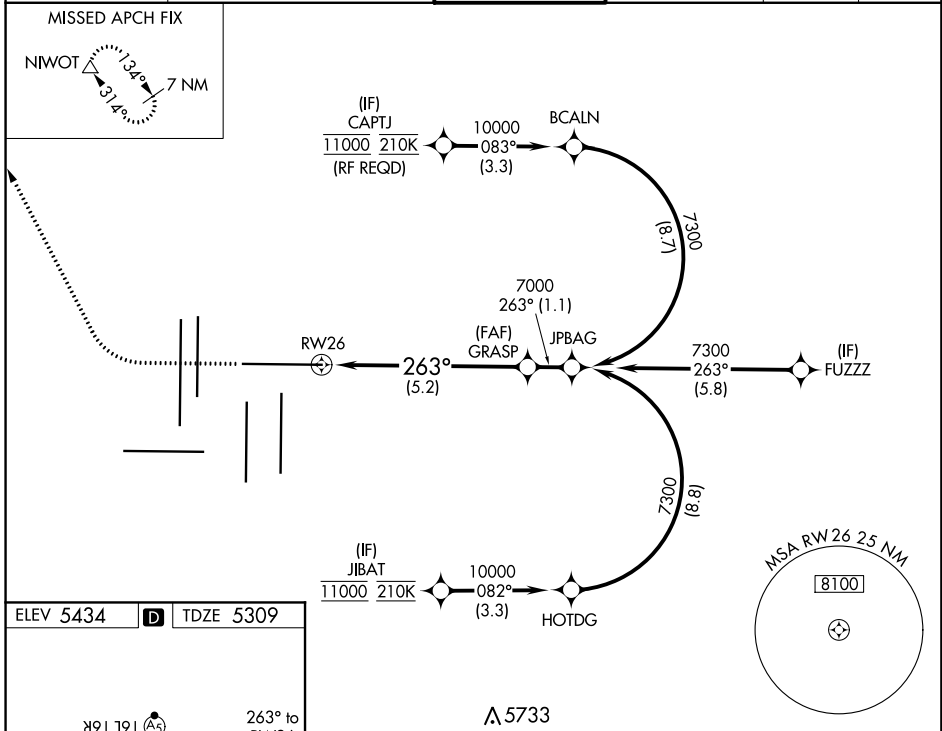 MISSED APCH FIX
NIWOT
134°
314°
7 NM
(IF)
CAPTJ
11000 210K
(RF REQD)
10000
083°
(3.3)
BCALN
7300
(8.7)
7000
263° (1.1)
(FAF)
GRASP
JPBAG
RW26
263°
(5.2)
7300
263°
(5.8)
(IF)
FUZZZ
7300
(8.8)
(IF)
JIBAT
11000 210K
10000
082°
(3.3)
HOTDG
MSA RW26 25 NM
8100
ELEV 5434 D TDZE 5309
5733
16L 16R
A5
263° to